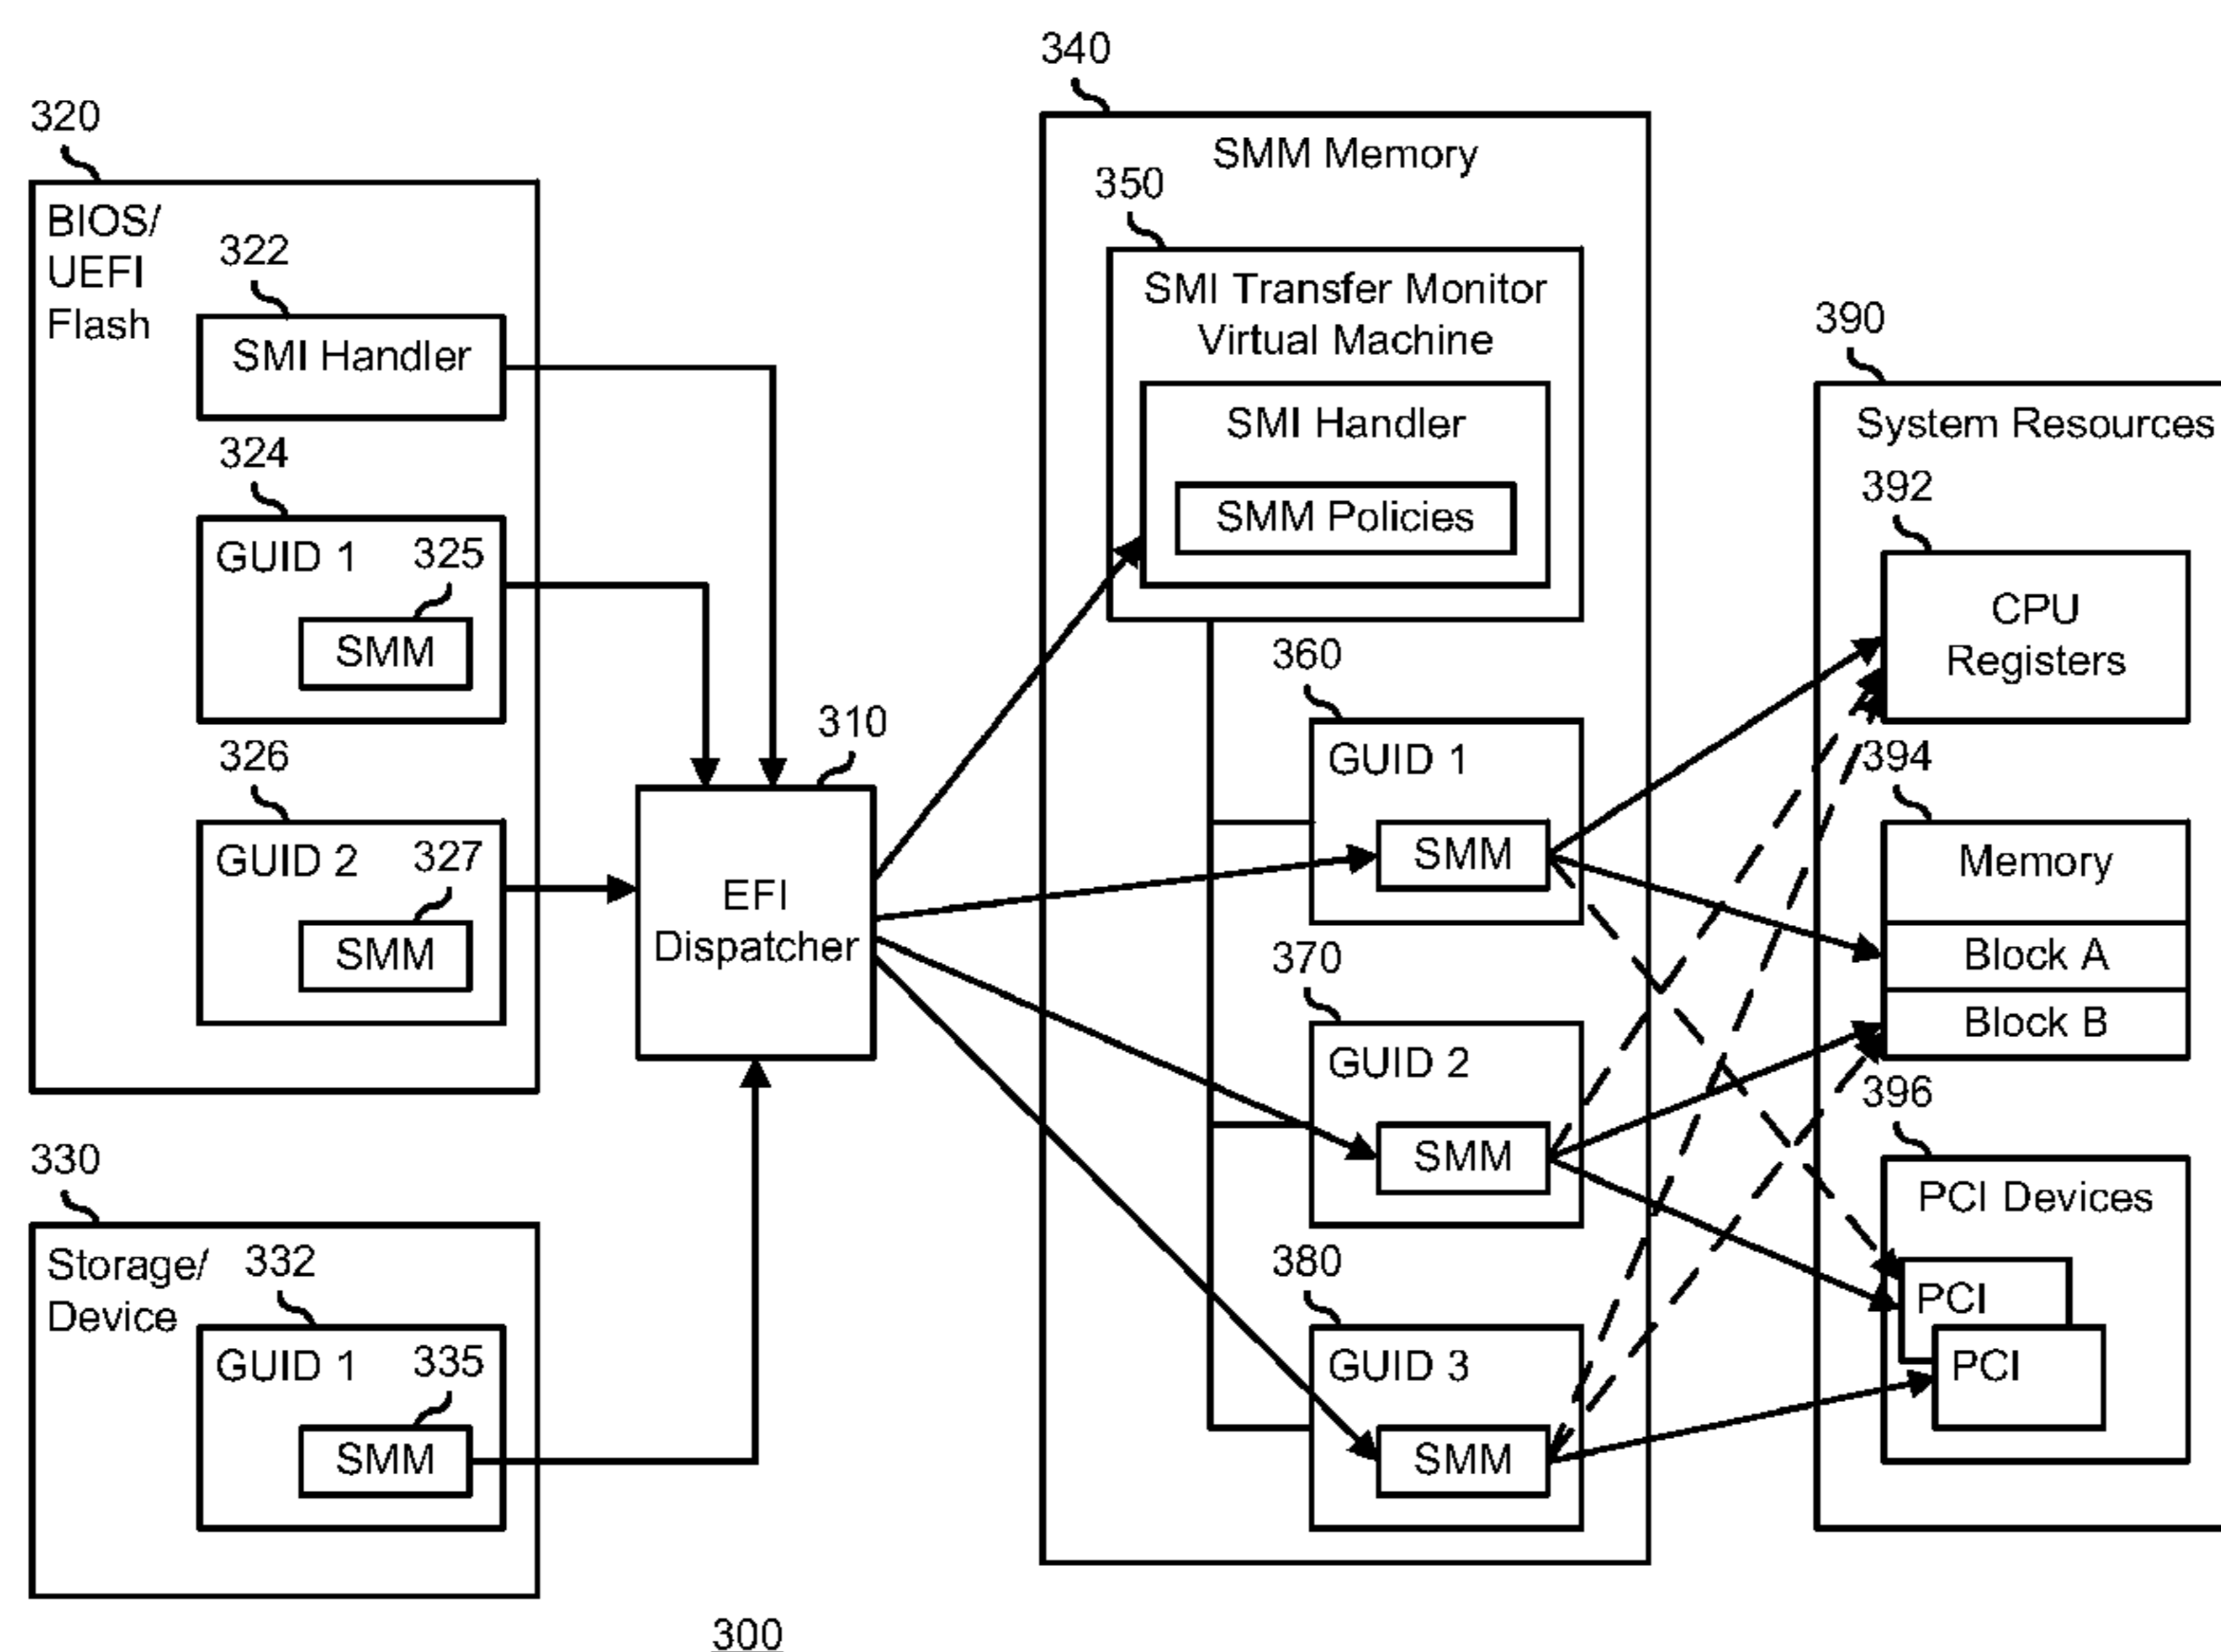 320
BIOS/
UEFI
Flash
322
SMI Handler
324
GUID 1
325
SMM
326
GUID 2
327
SMM
330
Storage/
Device
332
GUID 1
335
SMM
310
EFI
Dispatcher
340
SMM Memory
350
SMI Transfer Monitor
Virtual Machine
SMI Handler
SMM Policies
360
GUID 1
SMM
370
GUID 2
SMM
380
GUID 3
SMM
390
System Resources
392
CPU
Registers
394
Memory
Block A
Block B
396
PCI Devices
PCI
PCI
300